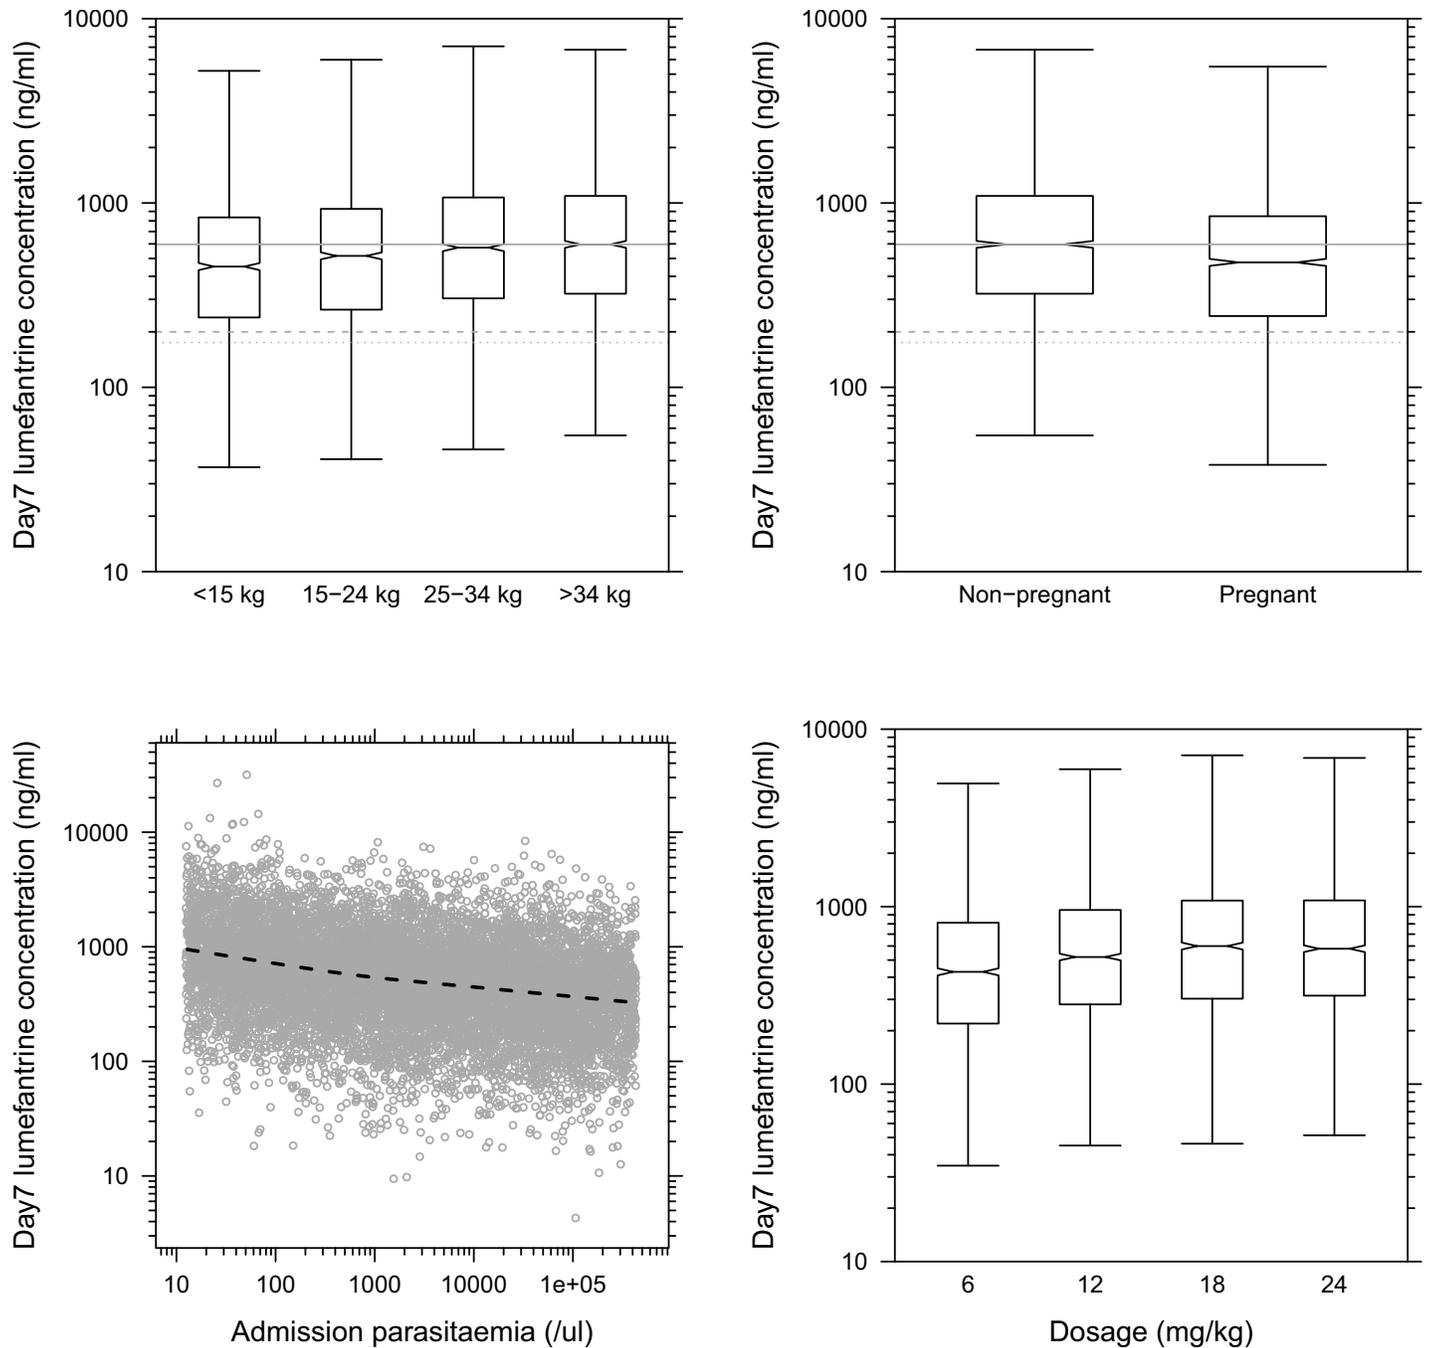 Day7 lumefantrine concentration (ng/ml)
10000
1000
100
10
<15 kg 15−24 kg 25−34 kg >34 kg
Day7 lumefantrine concentration (ng/ml)
10000
1000
100
10
Non−pregnant Pregnant
Day7 lumefantrine concentration (ng/ml)
10000
1000
100
10
10 100 1000 10000 1e+05
Admission parasitaemia (/ul)
Day7 lumefantrine concentration (ng/ml)
10000
1000
100
10
6 12 18 24
Dosage (mg/kg)